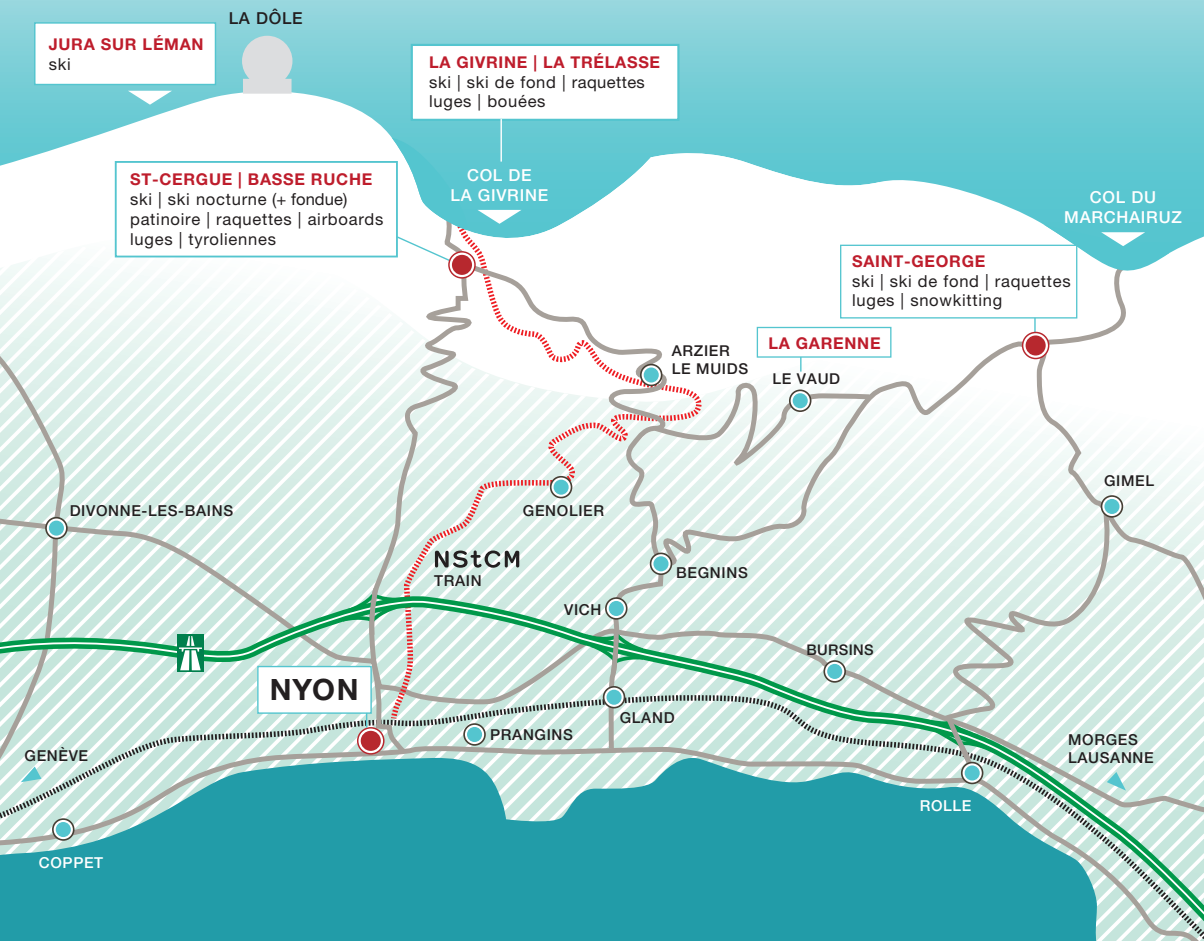 LA DÔLE
JURA SUR LÉMAN
ski
LA GIVRINE | LA TRÉLASSE
ski | ski de fond | raquettes
luges | bouées
ST-CERGUE | BASSE RUCHE
ski | ski nocturne (+ fondue)
patinoire | raquettes | airboards
luges | tyroliennes
COL DE
LA GIVRINE
COL DU
MARCHAIRUZ
SAINT-GEORGE
ski | ski de fond | raquettes
luges | snowkitting
LA GARENNE
ARZIER
LE MUIDS
LE VAUD
GIMEL
DIVONNE-LES-BAINS
GENOLIER
NStCM
TRAIN
BEGNINS
VICH
BURSINS
NYON
GLAND
PRANGINS
GENÈVE
MORGES
LAUSANNE
ROLLE
COPPET